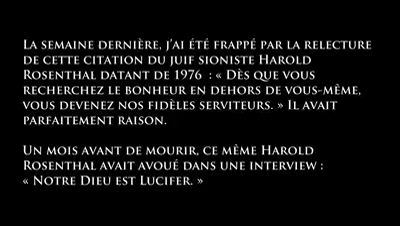 La semaine dernière, j'ai été frappé par la relecture
de cette citation du juif sioniste Harold
Rosenthal datant de 1976 : « Dès que vous
recherchez le bonheur en dehors de vous-même,
vous devenez nos fidèles serviteurs. » Il avait
parfaitement raison.
Un mois avant de mourir, ce même Harold
Rosenthal avait avoué dans une interview :
« Notre Dieu est Lucifer. »